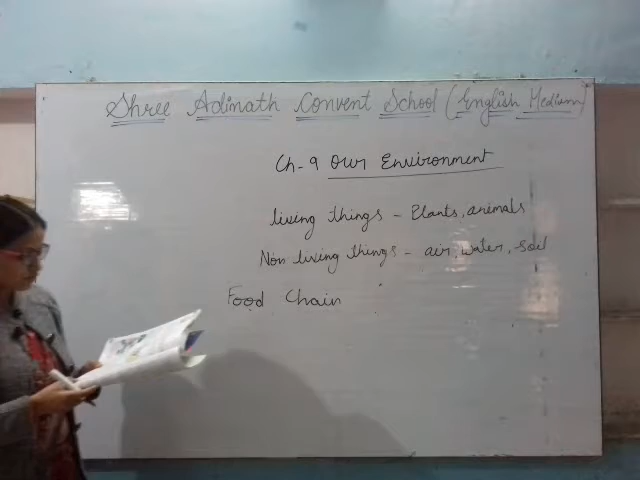 Shree Adinath Convent School (English Medium)
Ch-9 Our Environment
living things - Plants, animals
Non living things - air, water, soil
Food Chain